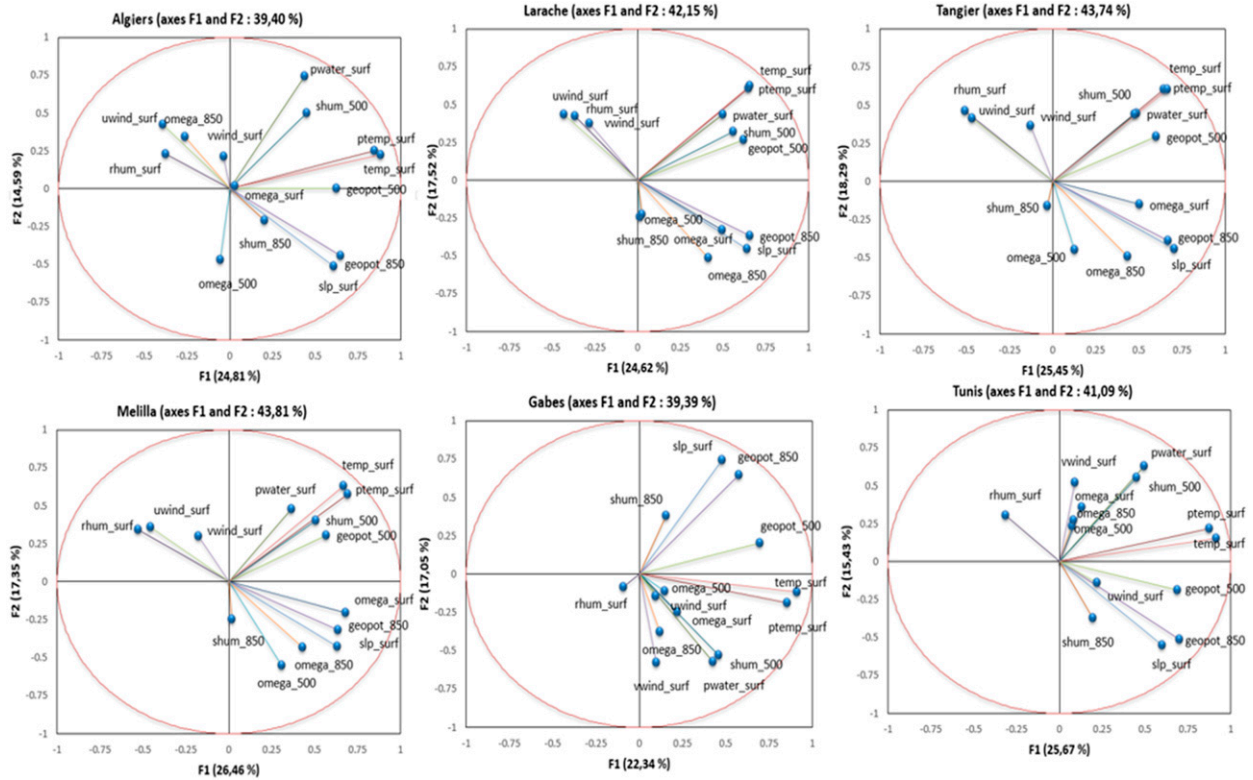 Algiers (axes F1 and F2 : 39,40 %)
1
0.75
0.5
0.25
0
-0.25
-0.5
-0.75
-1
F2 (14,59 %)
pwater_surf
shum_500
uwind_surf
omega_850
vwind_surf
ptemp_surf
rhum_surf
temp_surf
geopot_500
omega_surf
shum_850
geopot_850
omega_500
slp_surf
-1 -0.75 -0.5 -0.25 0 0.25 0.5 0.75 1
F1 (24,81 %)
Larache (axes F1 and F2 : 42,15 %)
1
0.75
0.5
0.25
0
-0.25
-0.5
-0.75
-1
F2 (17,52 %)
temp_surf
ptemp_surf
uwind_surf
rhum_surf
vwind_surf
pwater_surf
shum_500
geopot_500
omega_500
shum_850
omega_surf
geopot_850
slp_surf
omega_850
-1 -0.75 -0.5 -0.25 0 0.25 0.5 0.75 1
F1 (24,62 %)
Tangier (axes F1 and F2 : 43,74 %)
1
0.75
0.5
0.25
0
-0.25
-0.5
-0.75
-1
F2 (18,29 %)
temp_surf
rhum_surf
shum_500
ptemp_surf
uwind_surf
vwind_surf
pwater_surf
geopot_500
shum_850
omega_surf
geopot_850
omega_500
slp_surf
omega_850
-1 -0.75 -0.5 -0.25 0 0.25 0.5 0.75 1
F1 (25,45 %)
Melilla (axes F1 and F2 : 43,81 %)
1
0.75
0.5
0.25
0
-0.25
-0.5
-0.75
-1
F2 (17,35 %)
temp_surf
pwater_surf
ptemp_surf
uwind_surf
rhum_surf
vwind_surf
shum_500
geopot_500
omega_surf
geopot_850
shum_850
slp_surf
omega_850
omega_500
-1 -0.75 -0.5 -0.25 0 0.25 0.5 0.75 1
F1 (26,46 %)
Gabes (axes F1 and F2 : 39,39 %)
1
0.75
0.5
0.25
0
-0.25
-0.5
-0.75
-1
F2 (17,05 %)
slp_surf
geopot_850
shum_850
geopot_500
omega_500
temp_surf
rhum_surf
uwind_surf
omega_surf
ptemp_surf
omega_850
shum_500
vwind_surf
pwater_surf
-1 -0.75 -0.5 -0.25 0 0.25 0.5 0.75 1
F1 (22,34 %)
Tunis (axes F1 and F2 : 41,09 %)
1
0.75
0.5
0.25
0
-0.25
-0.5
-0.75
-1
F2 (15,43 %)
pwater_surf
vwind_surf
shum_500
rhum_surf
omega_surf
omega_850
omega_500
ptemp_surf
temp_surf
geopot_500
uwind_surf
shum_850
geopot_850
slp_surf
-1 -0.75 -0.5 -0.25 0 0.25 0.5 0.75 1
F1 (25,67 %)